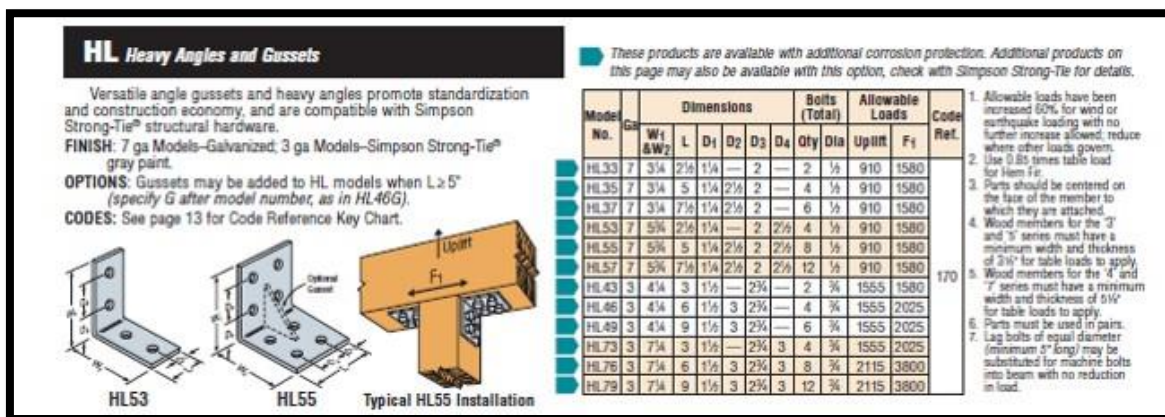 HL Heavy Angles and Gussets
Versatile angle gussets and heavy angles promote standardization
and construction economy, and are compatible with Simpson
Strong-Tie® structural hardware.
FINISH: 7 ga Models–Galvanized; 3 ga Models–Simpson Strong-Tie®
gray paint.
OPTIONS: Gussets may be added to HL models when L≥5"
(specify G after model number, as in HL46G).
CODES: See page 13 for Code Reference Key Chart.
Optional
Gusset
HL53
HL55
Uplift
F1
Typical HL55 Installation
These products are available with additional corrosion protection. Additional products on
this page may also be available with this option, check with Simpson Strong-Tie for details.
Model No. Ga Dimensions Bolts (Total) Allowable Loads Code Ref.
W1 &W2 L D1 D2 D3 D4 Qty Dia Uplift F1
HL33 7 3¼ 2½ 1¼ — 2 — 2 ½ 910 1580
HL35 7 3¼ 5 1¼ 2½ 2 — 4 ½ 910 1580
HL37 7 3¼ 7½ 1¼ 2½ 2 — 6 ½ 910 1580
HL53 7 5¾ 2½ 1¼ — 2 2½ 4 ½ 910 1580
HL55 7 5¾ 5 1¼ 2½ 2 2½ 8 ½ 910 1580
HL57 7 5¾ 7½ 1¼ 2½ 2 2½ 12 ½ 910 1580
170
HL43 3 4¼ 3 1½ — 2¾ — 2 ¾ 1555 1580
HL46 3 4¼ 6 1½ 3 2¾ — 4 ¾ 1555 2025
HL49 3 4¼ 9 1½ 3 2¾ — 6 ¾ 1555 2025
HL73 3 7¼ 3 1½ — 2¾ 3 4 ¾ 1555 2025
HL76 3 7¼ 6 1½ 3 2¾ 3 8 ¾ 2115 3800
HL79 3 7¼ 9 1½ 3 2¾ 3 12 ¾ 2115 3800
1. Allowable loads have been
increased 60% for wind or
earthquake loading with no
further increase allowed; reduce
where other loads govern.
2. Use 0.85 times table load
for Hem Fir.
3. Parts should be centered on
the face of the member to
which they are attached.
4. Wood members for the '3'
and '5' series must have a
minimum width and thickness
of 3½" for table loads to apply.
5. Wood members for the '4' and
'7' series must have a minimum
width and thickness of 5½"
for table loads to apply.
6. Parts must be used in pairs.
7. Lag bolts of equal diameter
(minimum 5" long) may be
substituted for machine bolts
into beam with no reduction
in load.